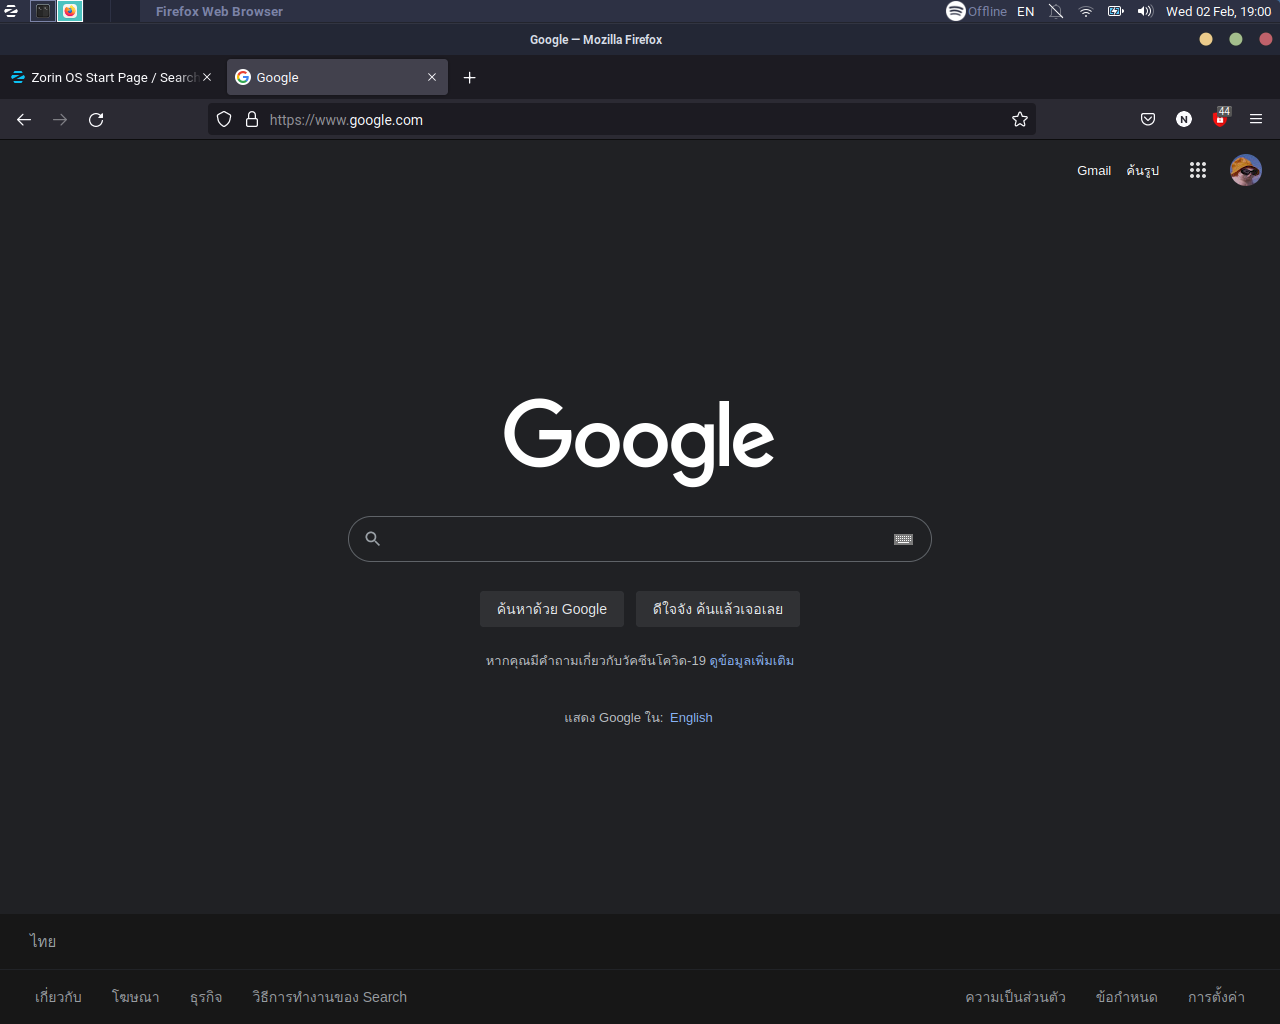 Firefox Web Browser
Offline EN Wed 02 Feb, 19:00
Google — Mozilla Firefox
Zorin OS Start Page / Search
Google
https://www.google.com
N
44
Gmail ค้นรูป
Google
ค้นหาด้วย Google ดีใจจัง ค้นแล้วเจอเลย
หากคุณมีคำถามเกี่ยวกับวัคซีนโควิด-19 ดูข้อมูลเพิ่มเติม
แสดง Google ใน: English
ไทย
เกี่ยวกับ โฆษณา ธุรกิจ วิธีการทำงานของ Search ความเป็นส่วนตัว ข้อกำหนด การตั้งค่า